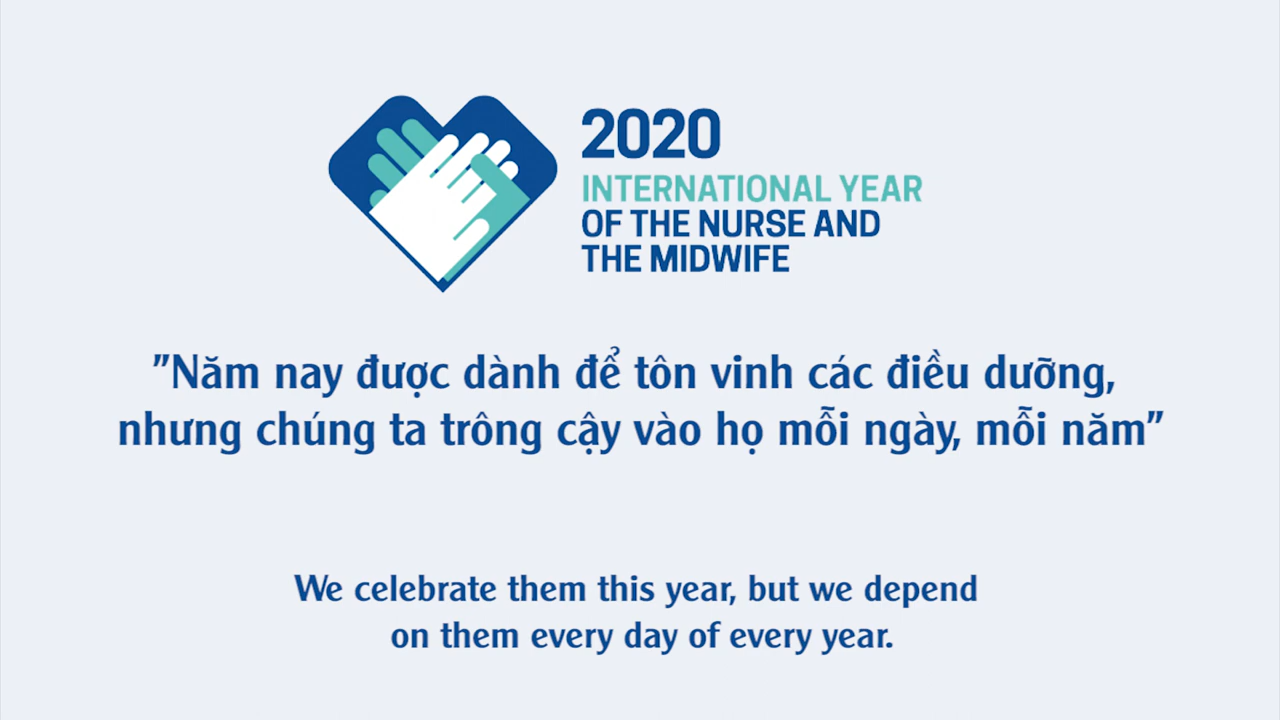 2020
INTERNATIONAL YEAR
OF THE NURSE AND
THE MIDWIFE
”Năm nay được dành để tôn vinh các điều dưỡng,
nhưng chúng ta trông cậy vào họ mỗi ngày, mỗi năm”
We celebrate them this year, but we depend
on them every day of every year.